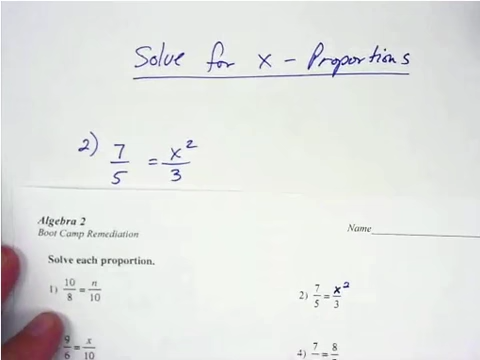 Solve for x - Proportions
2) 7/5 = x²/3
Algebra 2
Boot Camp Remediation
Name
Solve each proportion.
1) 10/8 = n/10
2) 7/5 = x²/3
9/6 = x/10
4) 7/ = 8/